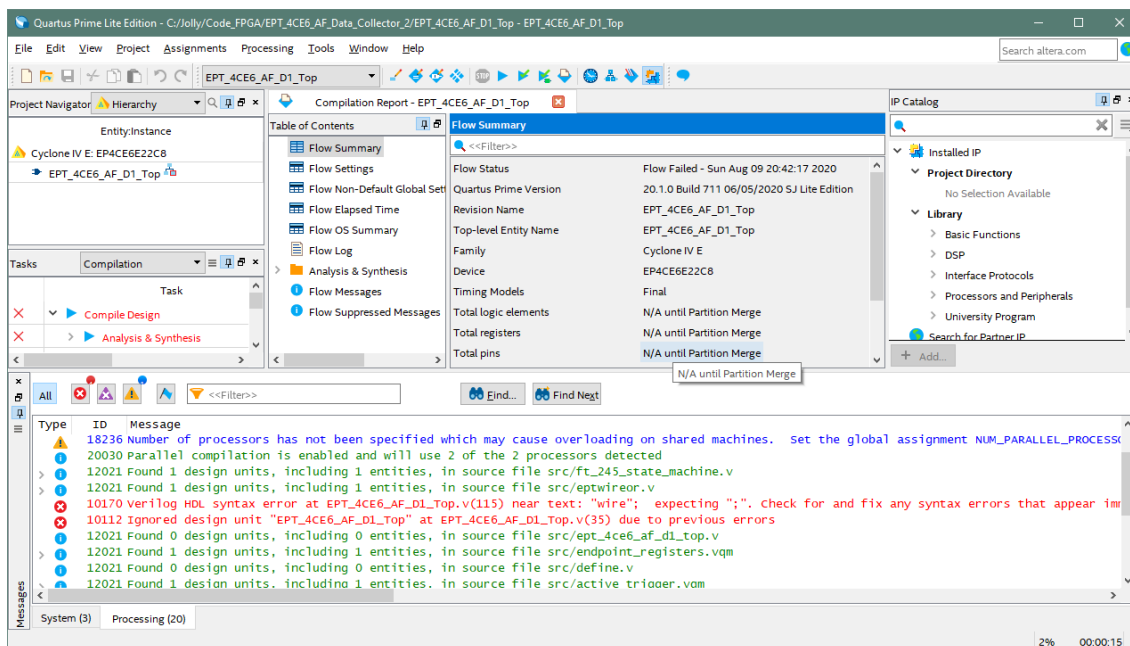 Quartus Prime Lite Edition - C:/Jolly/Code_FPGA/EPT_4CE6_AF_Data_Collector_2/EPT_4CE6_AF_D1_Top - EPT_4CE6_AF_D1_Top
File Edit View Project Assignments Processing Tools Window Help
Search altera.com
EPT_4CE6_AF_D1_Top
STOP
Project Navigator Hierarchy
Entity:Instance
Cyclone IV E: EP4CE6E22C8
EPT_4CE6_AF_D1_Top
Tasks Compilation
Task
Compile Design
Analysis & Synthesis
Compilation Report - EPT_4CE6_AF_D1_Top
Table of Contents
Flow Summary
Flow Settings
Flow Non-Default Global Sett
Flow Elapsed Time
Flow OS Summary
Flow Log
Analysis & Synthesis
Flow Messages
Flow Suppressed Messages
Flow Summary
<<Filter>>
Flow Status Flow Failed - Sun Aug 09 20:42:17 2020
Quartus Prime Version 20.1.0 Build 711 06/05/2020 SJ Lite Edition
Revision Name EPT_4CE6_AF_D1_Top
Top-level Entity Name EPT_4CE6_AF_D1_Top
Family Cyclone IV E
Device EP4CE6E22C8
Timing Models Final
Total logic elements N/A until Partition Merge
Total registers N/A until Partition Merge
Total pins N/A until Partition Merge
N/A until Partition Merge
IP Catalog
Installed IP
Project Directory
No Selection Available
Library
Basic Functions
DSP
Interface Protocols
Processors and Peripherals
University Program
Search for Partner IP
+ Add...
All <<Filter>> Find... Find Next
Type ID Message
18236 Number of processors has not been specified which may cause overloading on shared machines. Set the global assignment NUM_PARALLEL_PROCESSO
20030 Parallel compilation is enabled and will use 2 of the 2 processors detected
12021 Found 1 design units, including 1 entities, in source file src/ft_245_state_machine.v
12021 Found 1 design units, including 1 entities, in source file src/eptwireor.v
10170 Verilog HDL syntax error at EPT_4CE6_AF_D1_Top.v(115) near text: "wire"; expecting ";". Check for and fix any syntax errors that appear imm
10112 Ignored design unit "EPT_4CE6_AF_D1_Top" at EPT_4CE6_AF_D1_Top.v(35) due to previous errors
12021 Found 0 design units, including 0 entities, in source file src/ept_4ce6_af_d1_top.v
12021 Found 1 design units, including 1 entities, in source file src/endpoint_registers.vqm
12021 Found 0 design units, including 0 entities, in source file src/define.v
12021 Found 1 design units, including 1 entities, in source file src/active_trigger.vqm
Messages
System (3) Processing (20)
2% 00:00:15